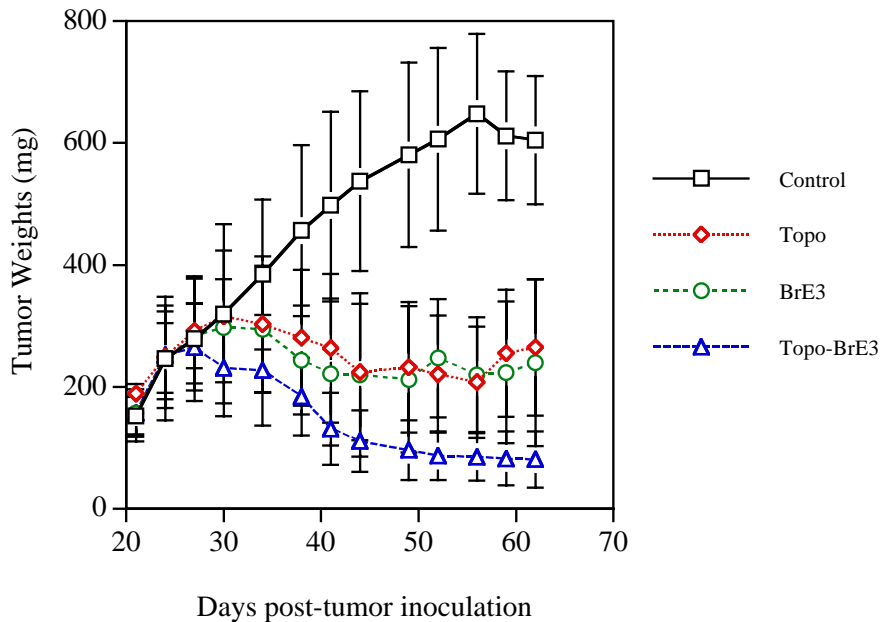 800
600
400
200
0
20 30 40 50 60 70
Tumor Weights (mg)
Days post-tumor inoculation
Control
Topo
BrE3
Topo-BrE3